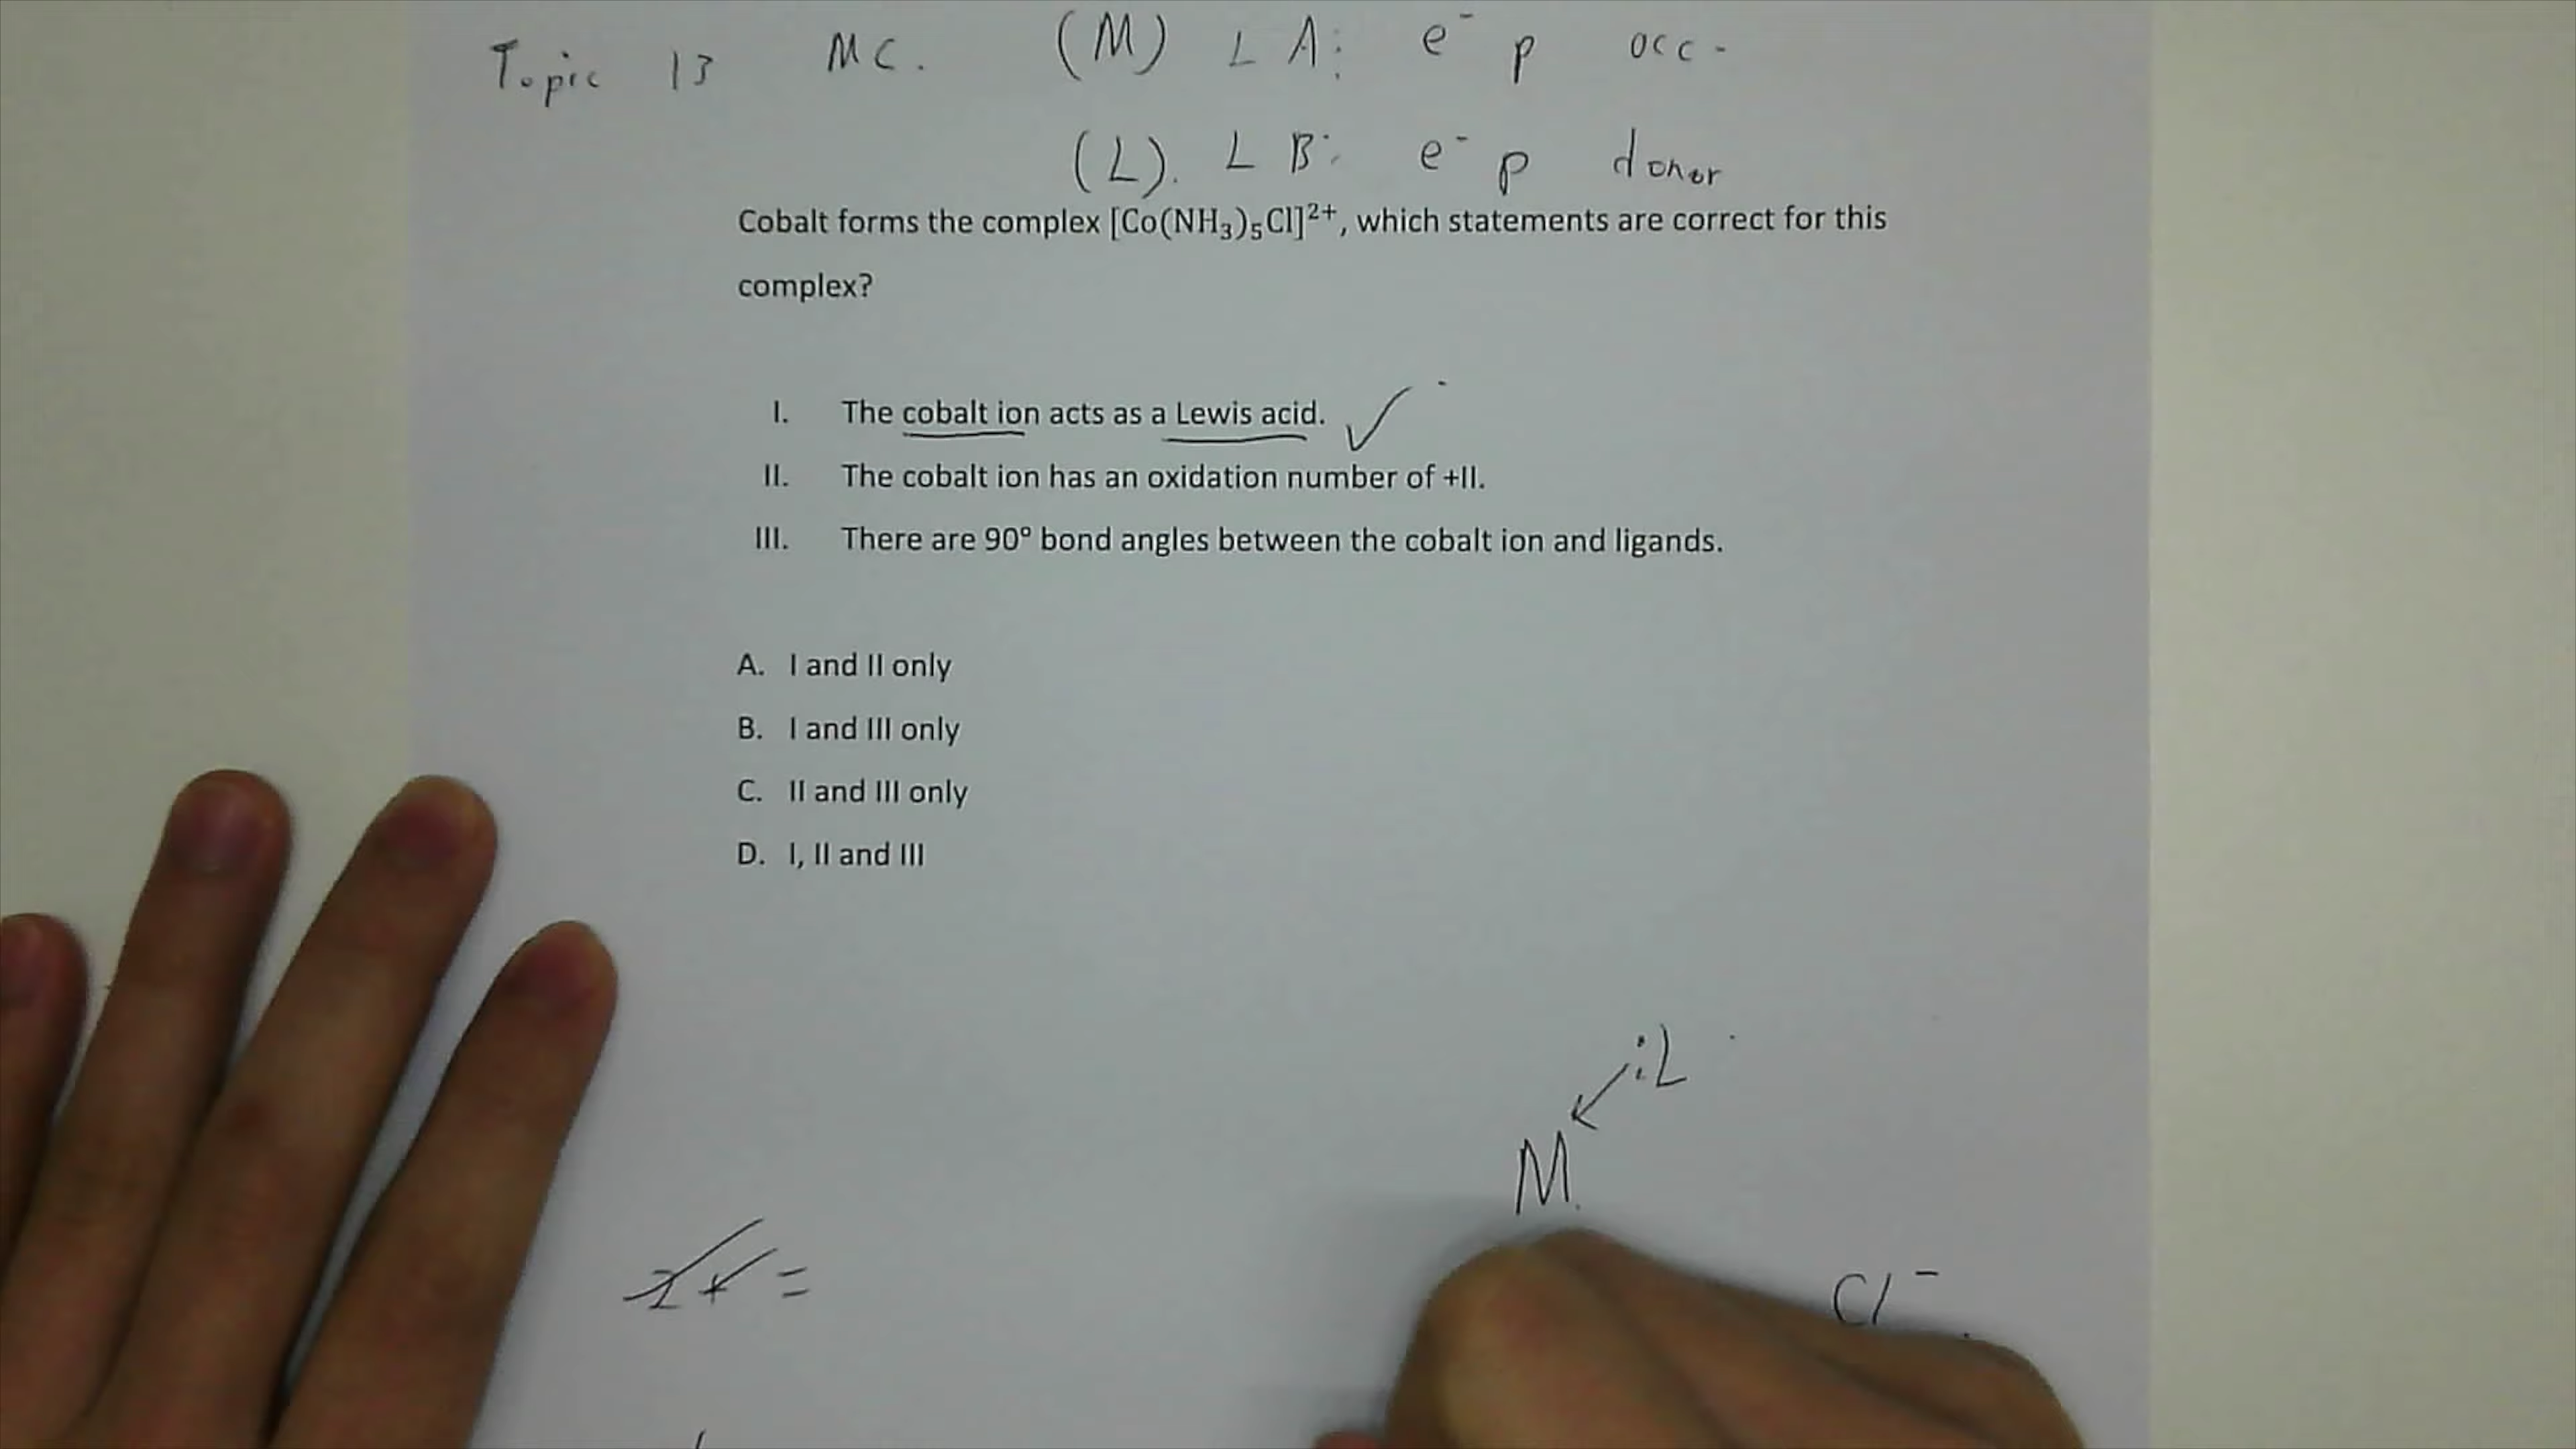 Topic 13 MC. (M) LA: e⁻ p acc-
(L). LB: e⁻ p donor
Cobalt forms the complex [Co(NH₃)₅Cl]²⁺, which statements are correct for this
complex?
I. The cobalt ion acts as a Lewis acid. ✓
II. The cobalt ion has an oxidation number of +II.
III. There are 90° bond angles between the cobalt ion and ligands.
A. I and II only
B. I and III only
C. II and III only
D. I, II and III
:L
M
Cl⁻
=